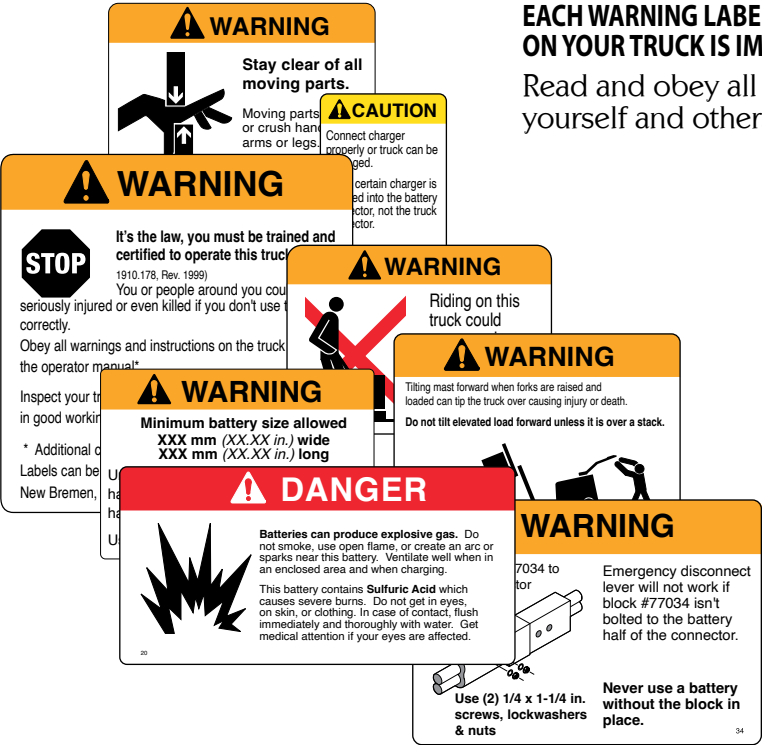 EACH WARNING LABE
ON YOUR TRUCK IS IM
Read and obey all
yourself and other
WARNING
Stay clear of all
moving parts.
Moving parts
or crush hand
arms or legs.
CAUTION
Connect charger
properly or truck can be
certain charger is
into the battery
not the truck
WARNING
STOP
It's the law, you must be trained and
certified to operate this truck
1910.178, Rev. 1999)
You or people around you cou
seriously injured or even killed if you don't use t
correctly.
Obey all warnings and instructions on the truck
the operator manual*
Inspect your tr
in good workin
* Additional c
Labels can be
New Bremen,
WARNING
Riding on this
truck could
WARNING
Tilting mast forward when forks are raised and
loaded can tip the truck over causing injury or death.
Do not tilt elevated load forward unless it is over a stack.
WARNING
Minimum battery size allowed
XXX mm (XX.XX in.) wide
XXX mm (XX.XX in.) long
U
ha
ha
Us
DANGER
Batteries can produce explosive gas. Do
not smoke, use open flame, or create an arc or
sparks near this battery. Ventilate well when in
an enclosed area and when charging.
This battery contains Sulfuric Acid which
causes severe burns. Do not get in eyes,
on skin, or clothing. In case of contact, flush
immediately and thoroughly with water. Get
medical attention if your eyes are affected.
20
WARNING
7034 to
tor
Emergency disconnect
lever will not work if
block #77034 isn't
bolted to the battery
half of the connector.
Use (2) 1/4 x 1-1/4 in.
screws, lockwashers
& nuts
Never use a battery
without the block in
place.
34